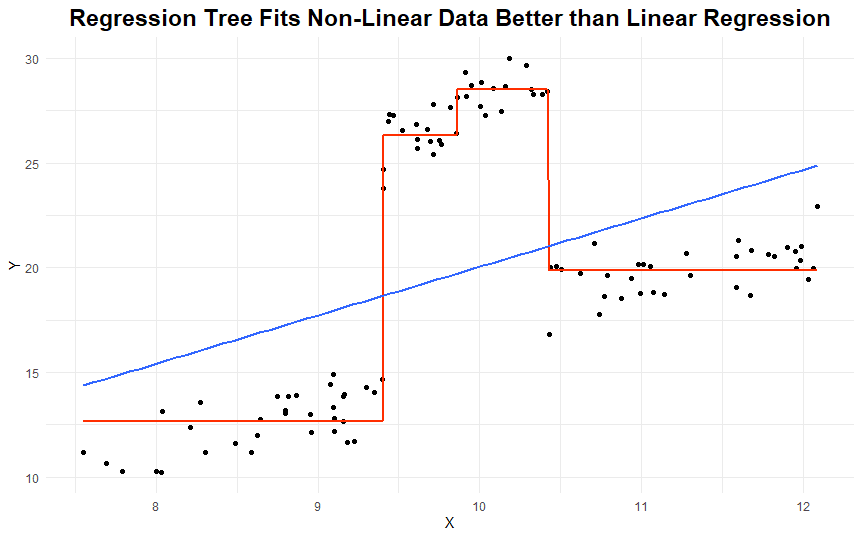 Regression Tree Fits Non-Linear Data Better than Linear Regression
30
25
20
15
10
Y
8 9 10 11 12
X